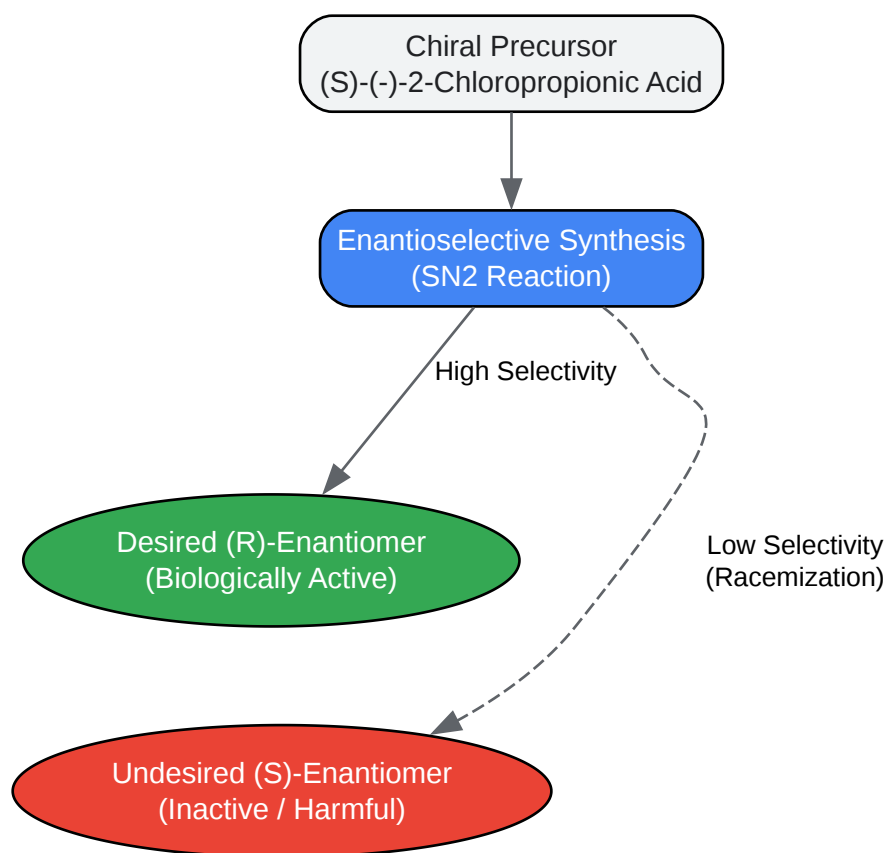 Chiral Precursor
(S)-(-)-2-Chloropropionic Acid
Enantioselective Synthesis
(SN2 Reaction)
High Selectivity
Desired (R)-Enantiomer
(Biologically Active)
Low Selectivity
(Racemization)
Undesired (S)-Enantiomer
(Inactive / Harmful)